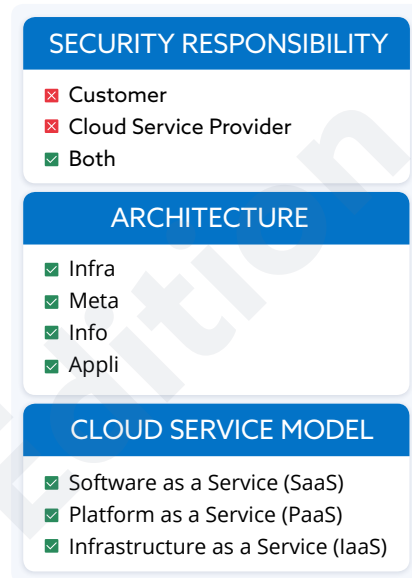 SECURITY RESPONSIBILITY
Customer
Cloud Service Provider
Both
ARCHITECTURE
Infra
Meta
Info
Appli
CLOUD SERVICE MODEL
Software as a Service (SaaS)
Platform as a Service (PaaS)
Infrastructure as a Service (IaaS)
Edition